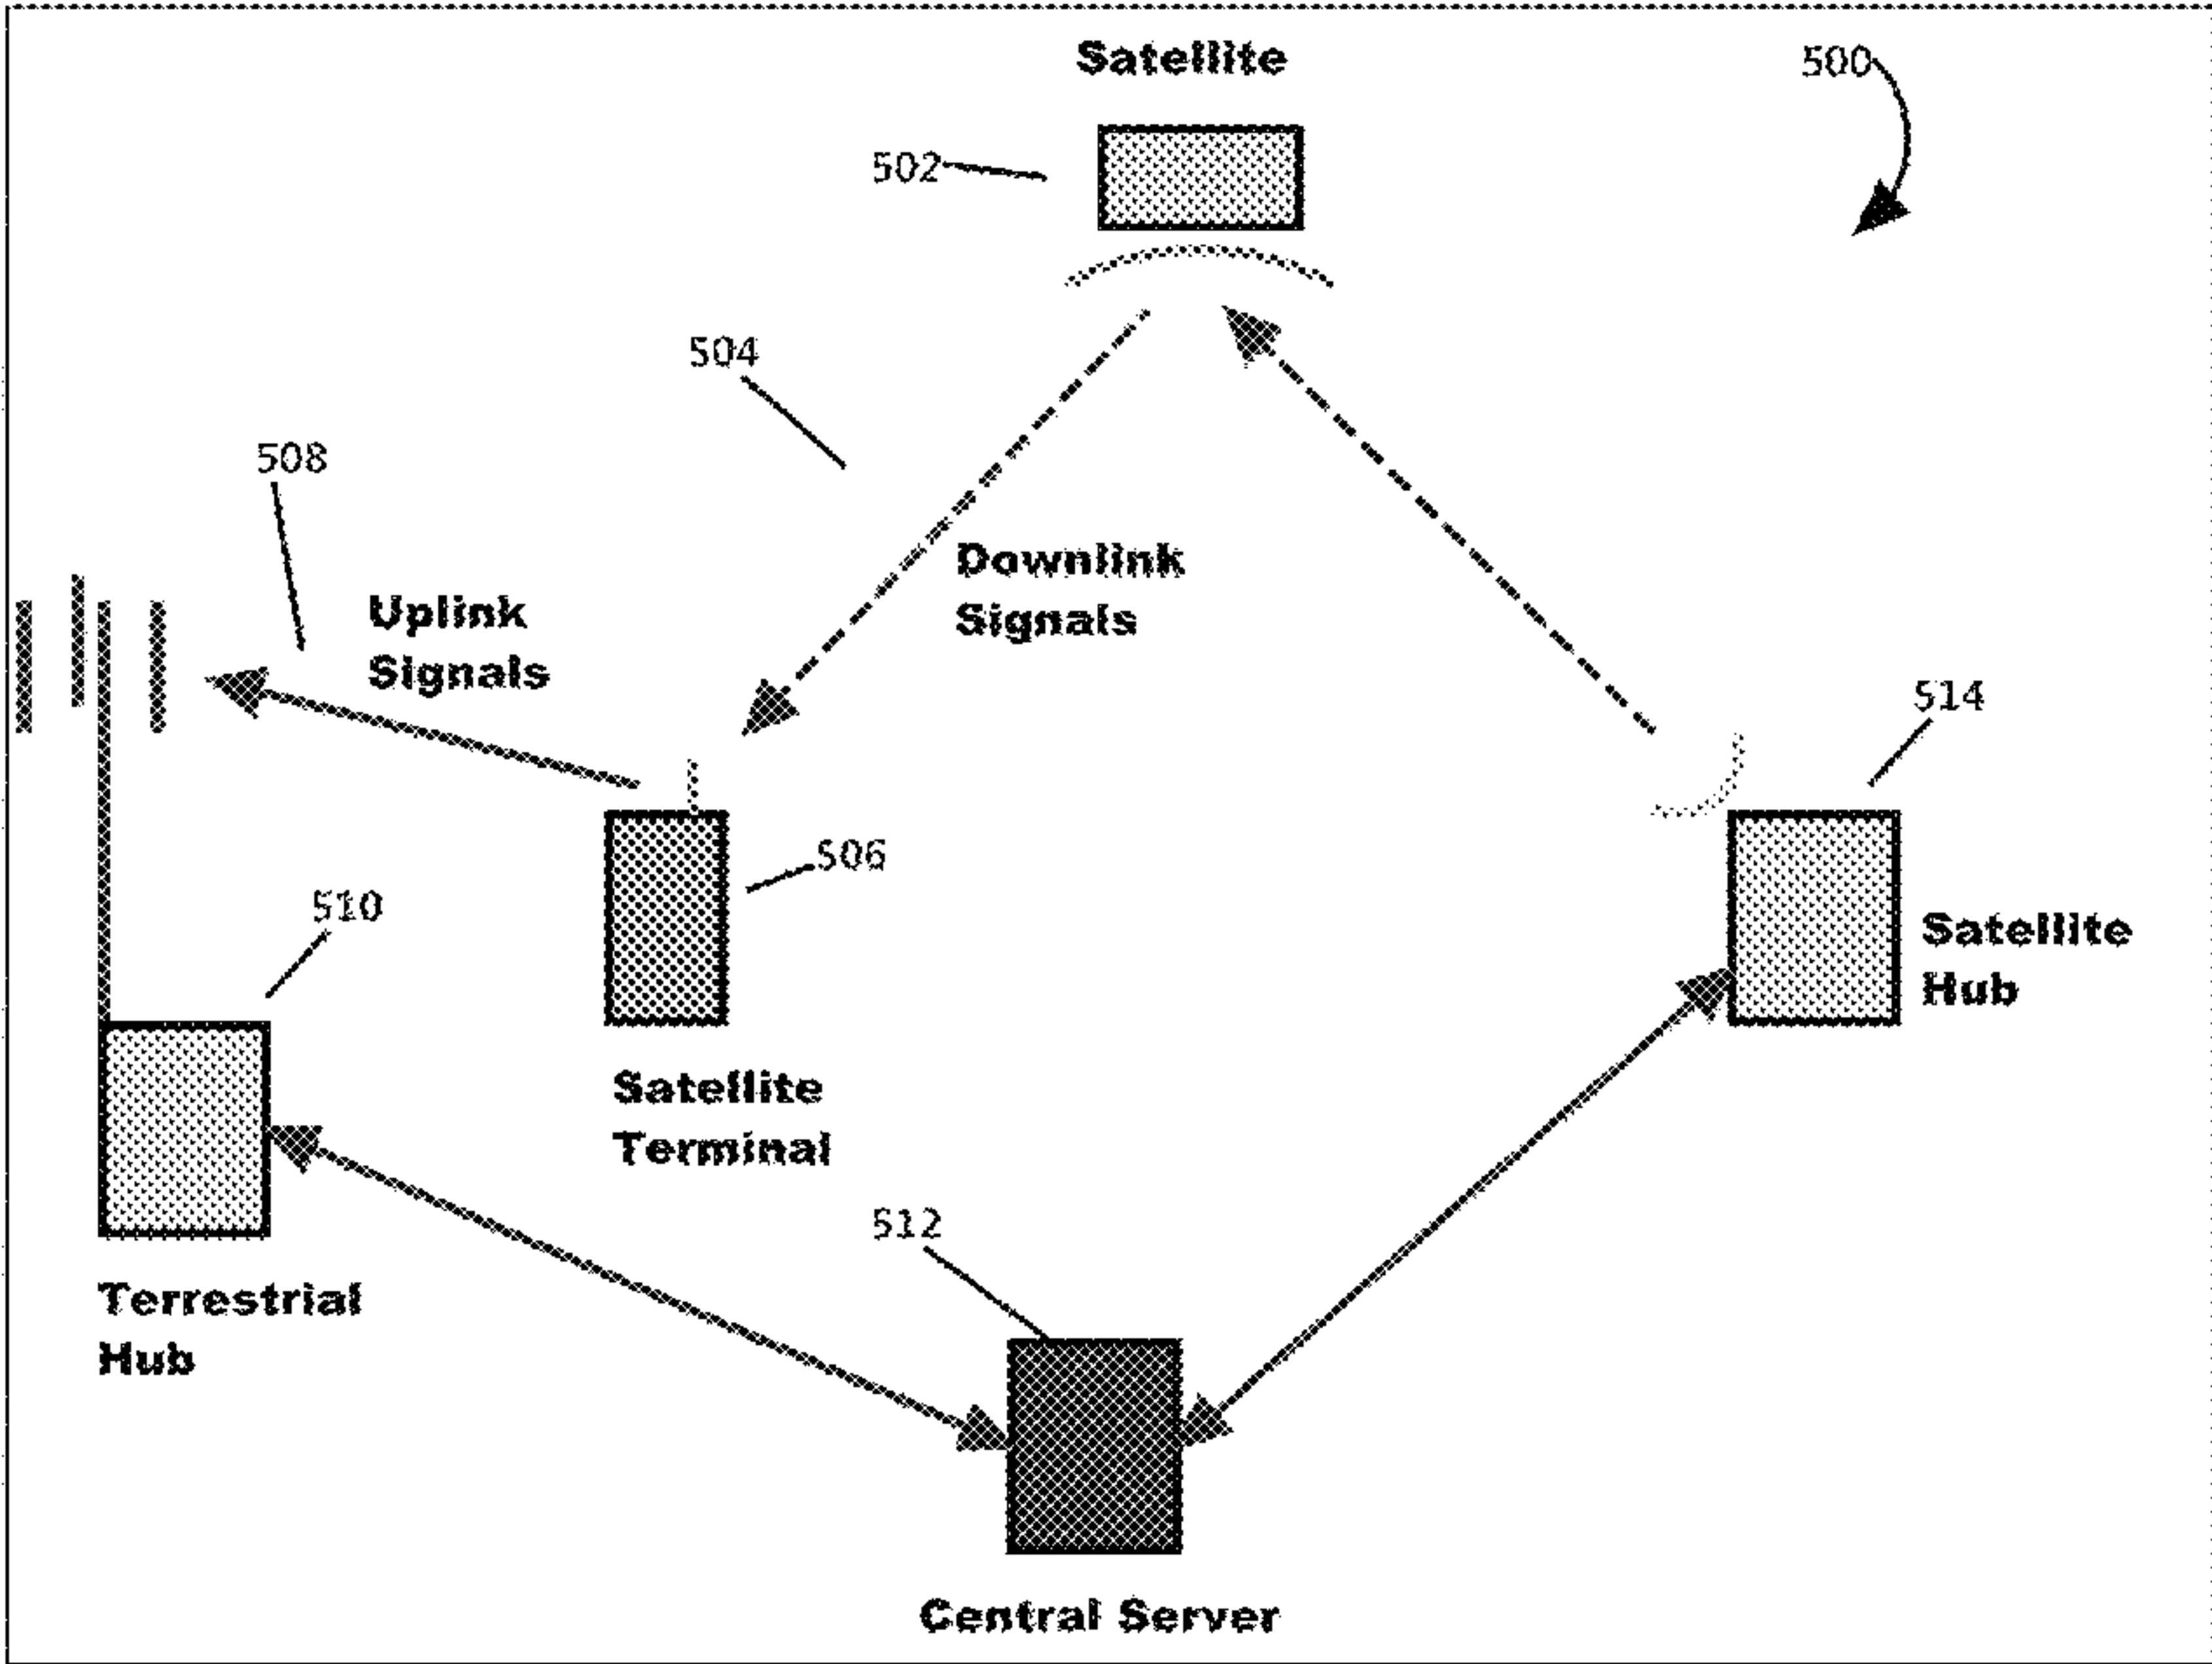 Satellite
500
502
504
508
Downlink
Signals
Uplink
Signals
514
506
510
Satellite
Hub
Satellite
Terminal
512
Terrestrial
Hub
Central Server